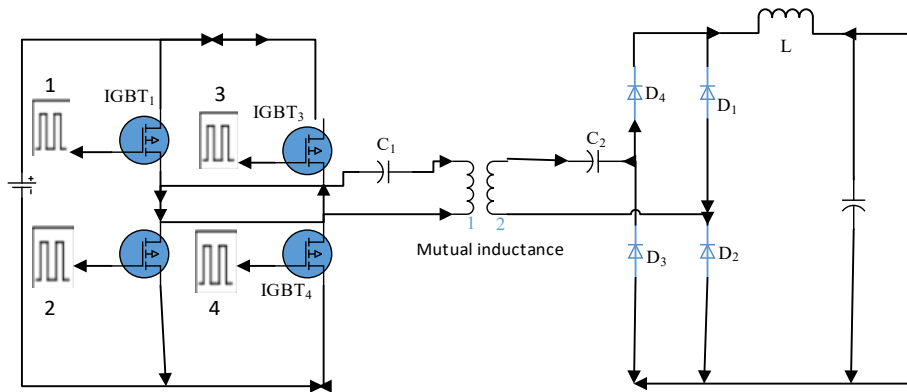 1
IGBT₁
3
IGBT₃
2
4
IGBT₄
C₁
1 2
Mutual inductance
C₂
D₄
D₁
D₃
D₂
L
+
-